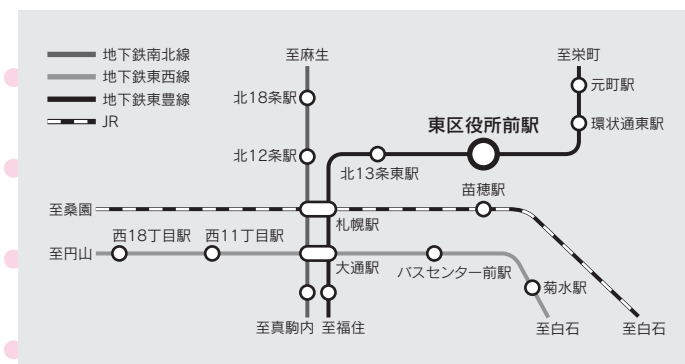 地下鉄南北線
地下鉄東西線
地下鉄東豊線
JR
至麻生
至栄町
北18条駅
元町駅
環状通東駅
東区役所前駅
北12条駅
北13条東駅
苗穂駅
至桑園
札幌駅
西18丁目駅
西11丁目駅
至円山
大通駅
バスセンター前駅
菊水駅
至真駒内
至福住
至白石
至白石